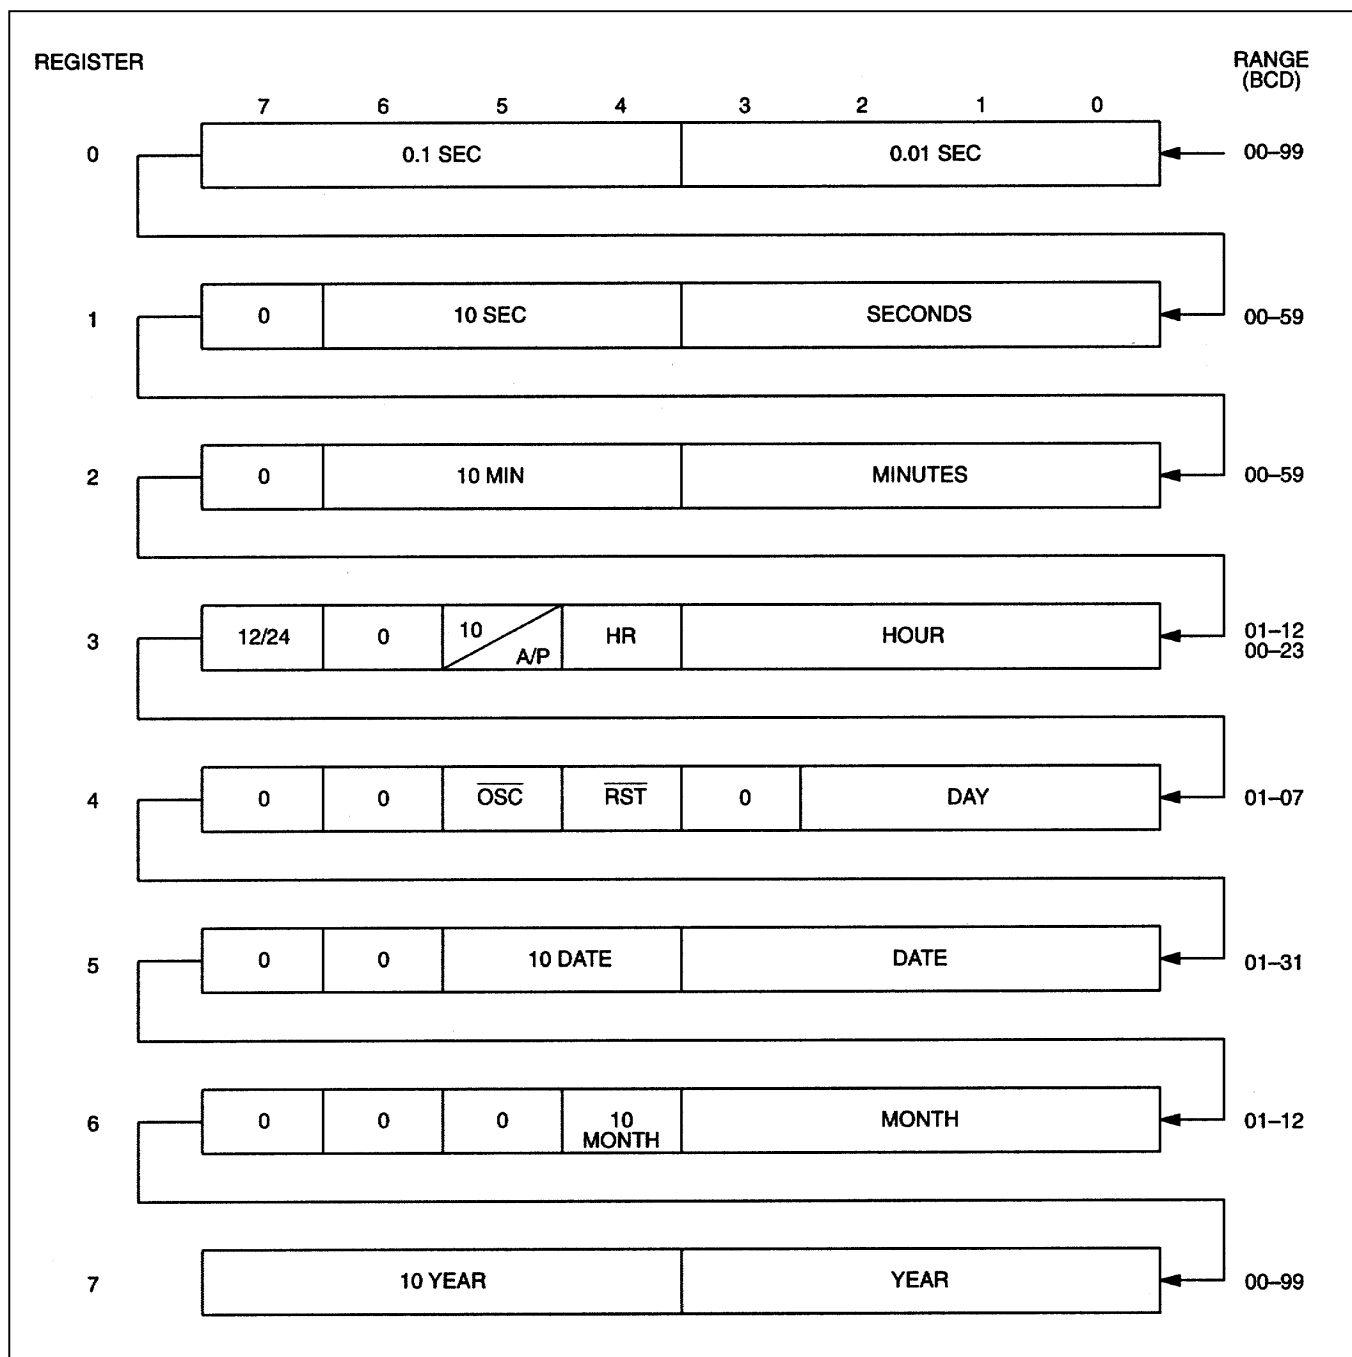 REGISTER
RANGE
(BCD)
7 6 5 4 3 2 1 0
0 0.1 SEC 0.01 SEC 00–99
1 0 10 SEC SECONDS 00–59
2 0 10 MIN MINUTES 00–59
3 12/24 0 10 A/P HR HOUR 01–12
00–23
4 0 0 O̅S̅C̅ R̅S̅T̅ 0 DAY 01–07
5 0 0 10 DATE DATE 01–31
6 0 0 0 10 MONTH MONTH 01–12
7 10 YEAR YEAR 00–99